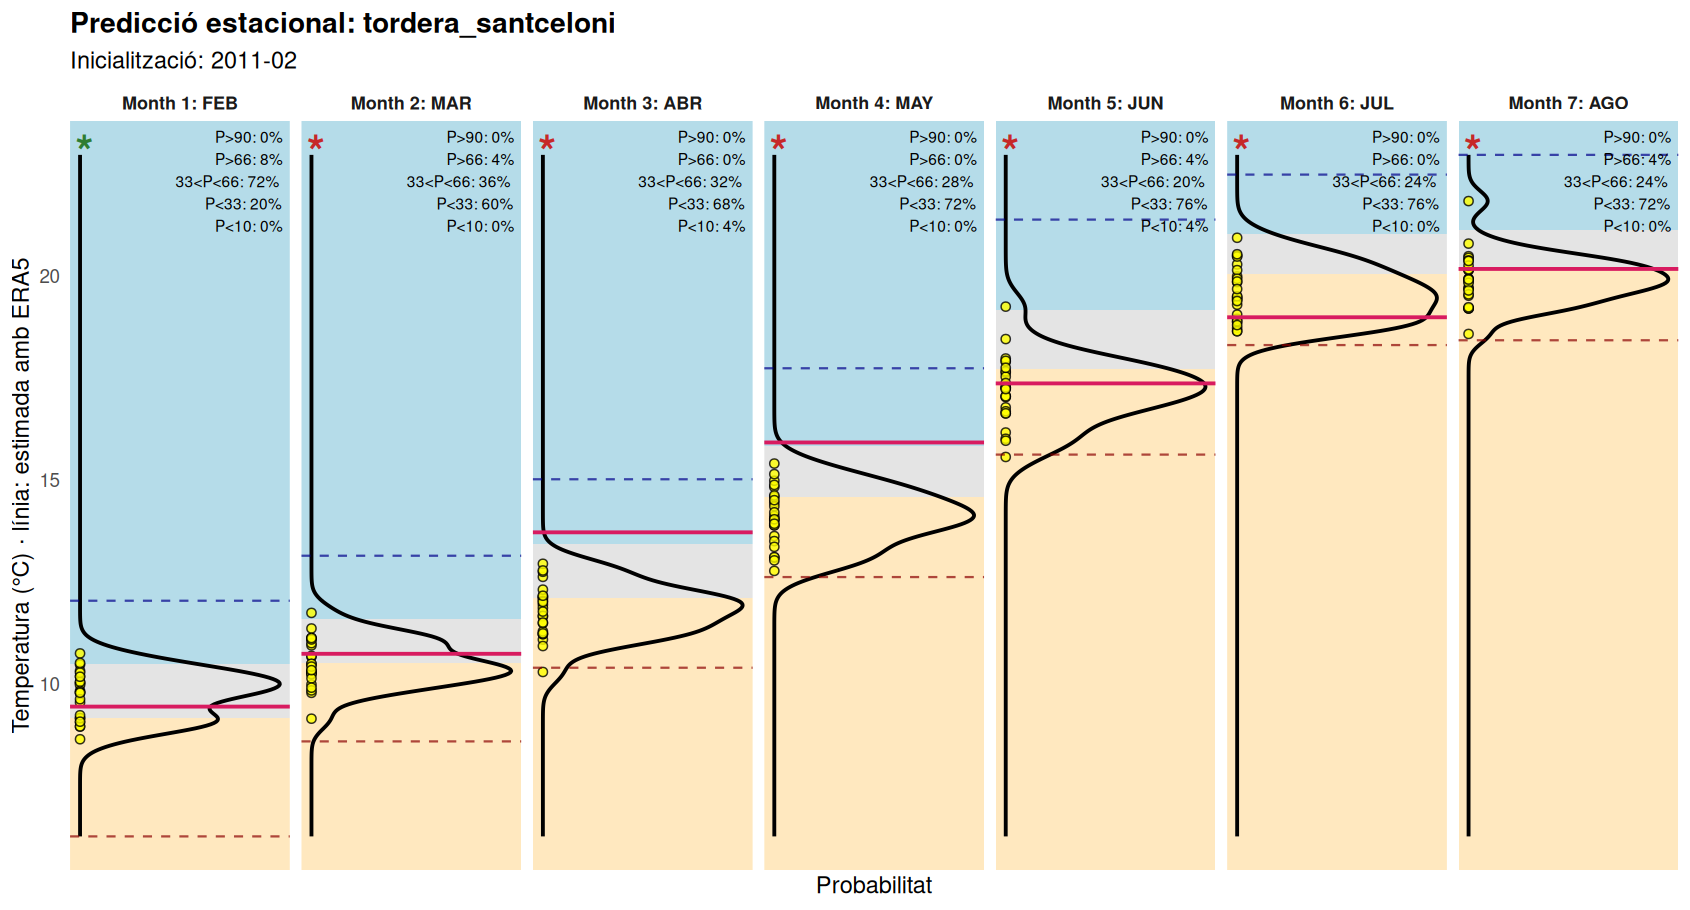 Predicció estacional: tordera_santceloni
Inicialització: 2011-02
Month 1: FEB
Month 2: MAR
Month 3: ABR
Month 4: MAY
Month 5: JUN
Month 6: JUL
Month 7: AGO
*
P>90: 0%
P>66: 8%
33<P<66: 72%
P<33: 20%
P<10: 0%
*
P>90: 0%
P>66: 4%
33<P<66: 36%
P<33: 60%
P<10: 0%
*
P>90: 0%
P>66: 0%
33<P<66: 32%
P<33: 68%
P<10: 4%
*
P>90: 0%
P>66: 0%
33<P<66: 28%
P<33: 72%
P<10: 0%
*
P>90: 0%
P>66: 4%
33<P<66: 20%
P<33: 76%
P<10: 4%
*
P>90: 0%
P>66: 0%
33<P<66: 24%
P<33: 76%
P<10: 0%
*
P>90: 0%
P>66: 4%
33<P<66: 24%
P<33: 72%
P<10: 0%
Temperatura (°C) · línia: estimada amb ERA5
20
15
10
Probabilitat